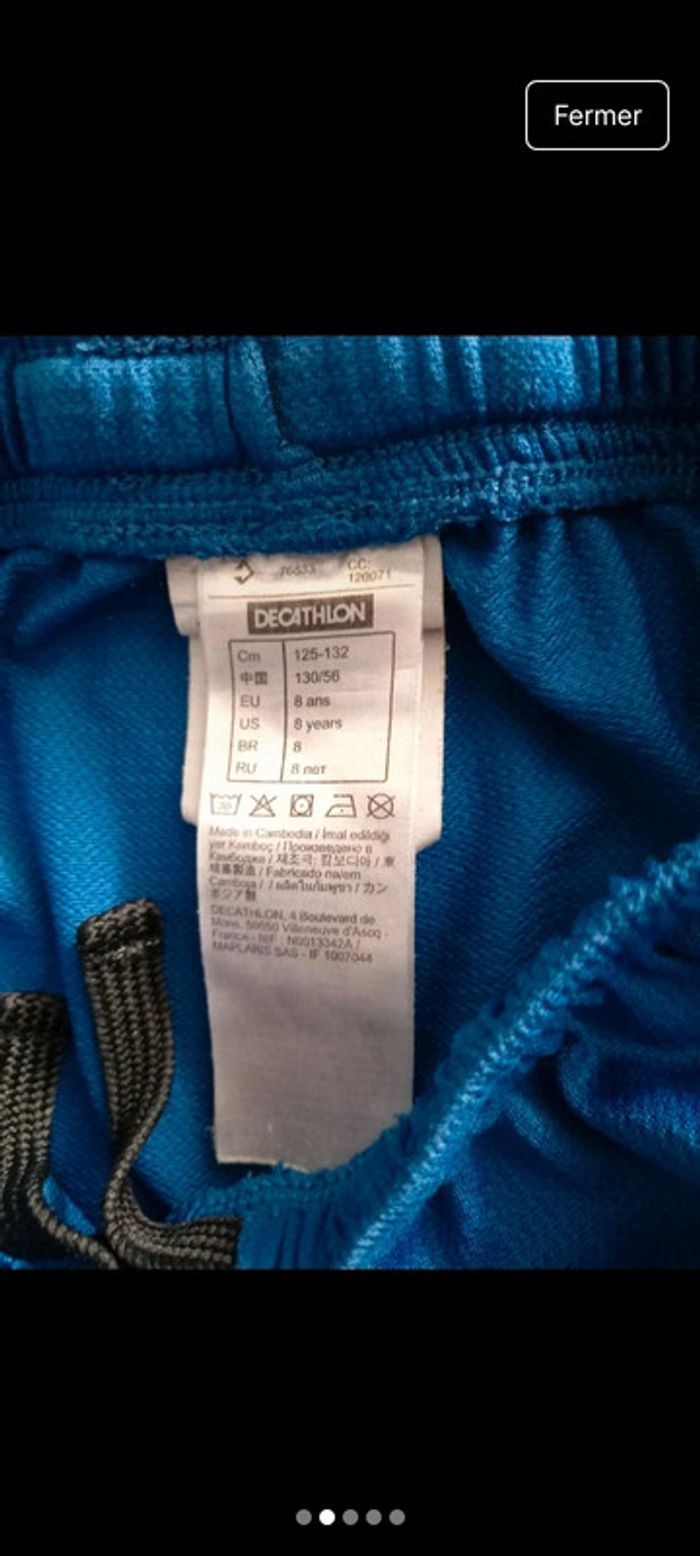 Fermer
CC:
120071
DECATHLON
Cm 125-132
中国 130/56
EU 8 ans
US 8 years
BR 8
RU 8 лет
30
Made in Cambodia / İmal edildiği
yer Kamboç / Произведено в
Камбоджа / 제조국: 캄보디아 / 東
埔寨製造 / Fabricado na/em
Camboja / / ผลิตในกัมพูชา / カン
ボジア製
DECATHLON, 4 Boulevard de
Mons, 59650 Villeneuve d'Ascq -
France - NIF : N0013342A /
MAPLARIS SAS - IF 1007044